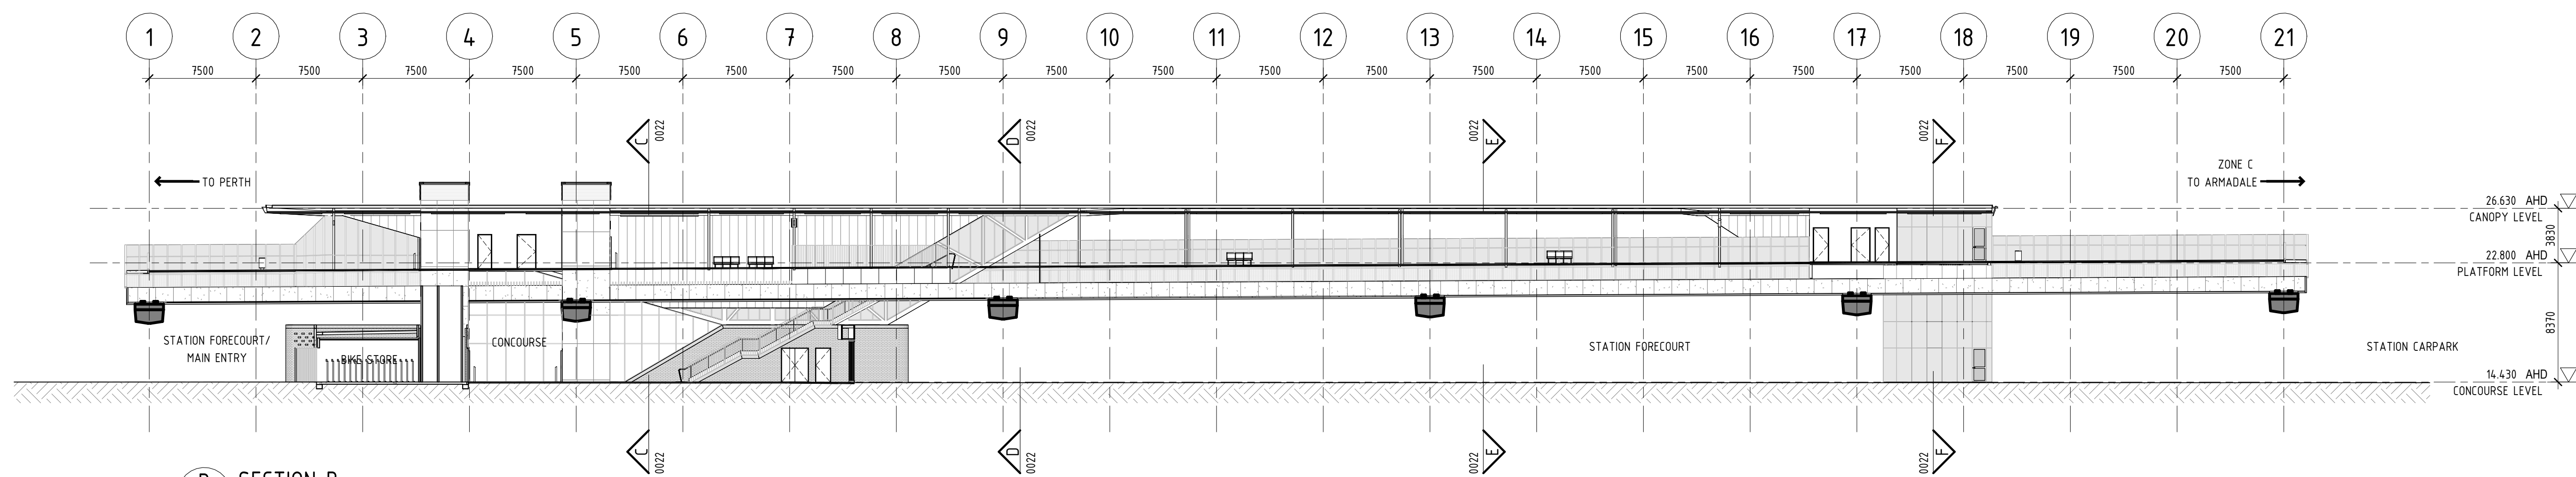 1 2 3 4 5 6 7 8 9 10 11 12 13 14 15 16 17 18 19 20 21
7500 7500 7500 7500 7500 7500 7500 7500 7500 7500 7500 7500 7500 7500 7500 7500 7500 7500 7500 7500
C 0022 D 0022 E 0022 F 0022
ZONE C
TO PERTH
TO ARMADALE
26.630 AHD
CANOPY LEVEL
3830
22.800 AHD
PLATFORM LEVEL
8370
STATION FORECOURT/
MAIN ENTRY
BIKE STORE
CONCOURSE
STATION FORECOURT
STATION CARPARK
14.430 AHD
CONCOURSE LEVEL
C 0022 D 0022 E 0022 F 0022
B SECTION B